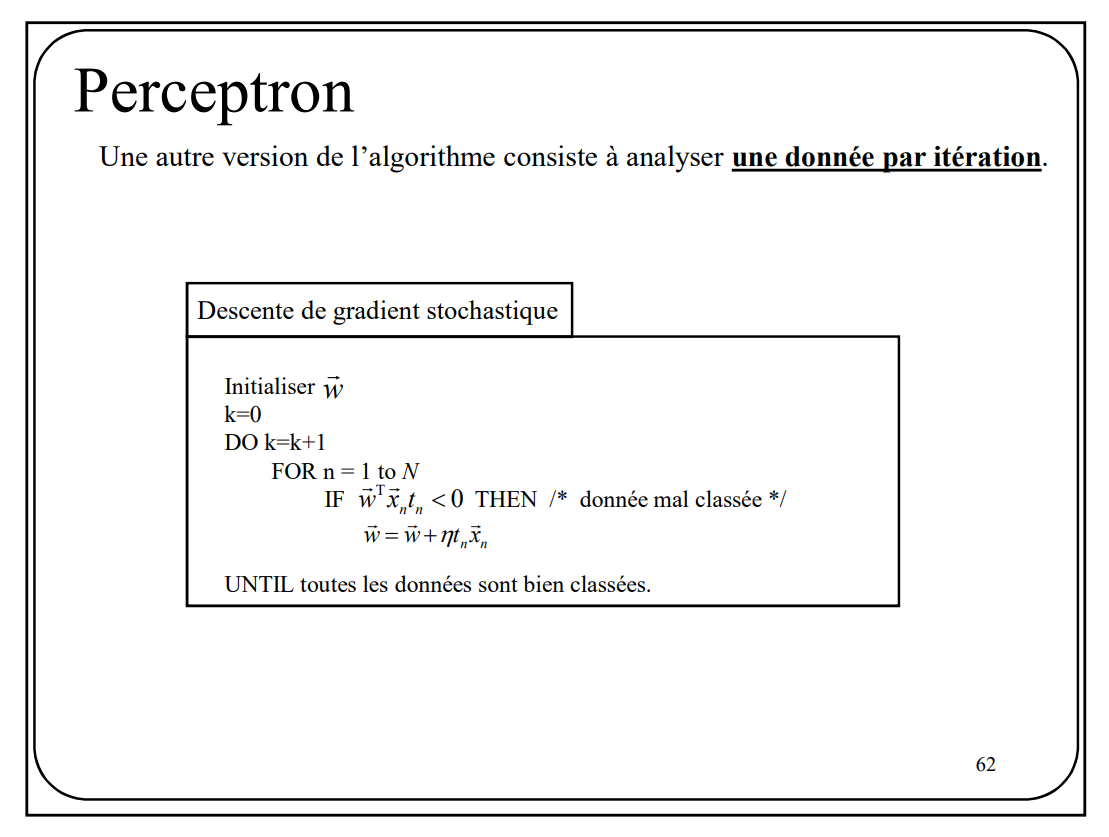 Perceptron
Une autre version de l’algorithme consiste à analyser une donnée par itération.
Descente de gradient stochastique
Initialiser w⃗
k=0
DO k=k+1
FOR n = 1 to N
IF w⃗ᵀx⃗ₙtₙ < 0 THEN /* donnée mal classée */
w⃗ = w⃗ + ηtₙx⃗ₙ
UNTIL toutes les données sont bien classées.
62